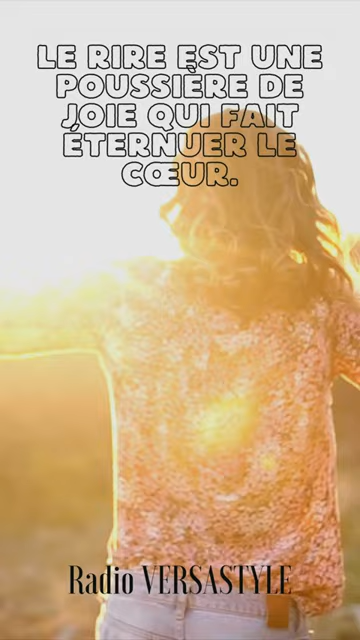 LE RIRE EST UNE
POUSSIÈRE DE
JOIE QUI FAIT
ÉTERNUER LE
CŒUR.
Radio VERSASTYLE